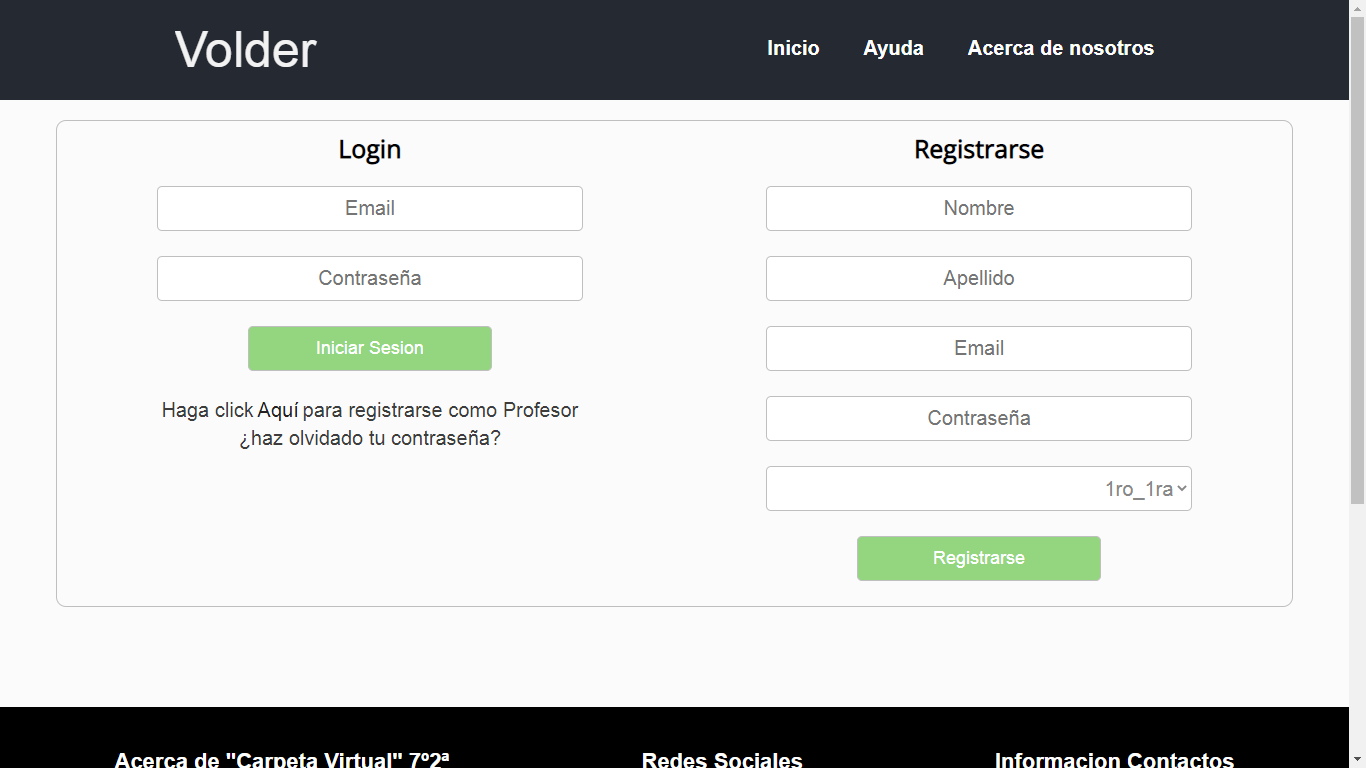 Volder
Inicio Ayuda Acerca de nosotros
Login
Email
Contraseña
Iniciar Sesion
Haga click Aquí para registrarse como Profesor
¿haz olvidado tu contraseña?
Registrarse
Nombre
Apellido
Email
Contraseña
1ro_1ra
Registrarse
Acerca de "Carpeta Virtual" 7º2ª
Redes Sociales
Informacion Contactos